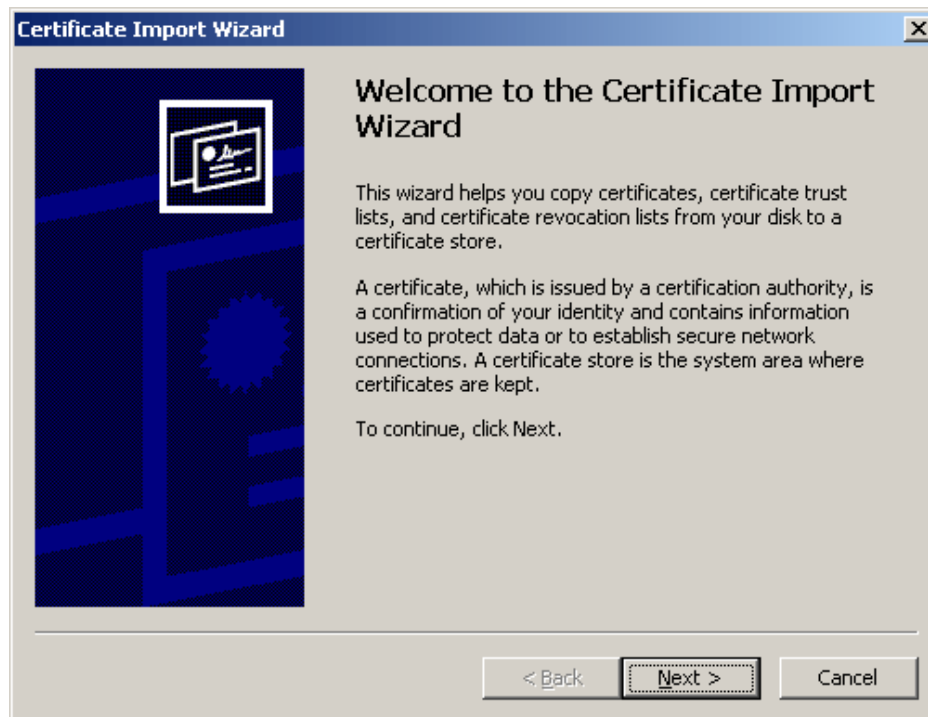 Certificate Import Wizard
Welcome to the Certificate Import
Wizard
This wizard helps you copy certificates, certificate trust
lists, and certificate revocation lists from your disk to a
certificate store.
A certificate, which is issued by a certification authority, is
a confirmation of your identity and contains information
used to protect data or to establish secure network
connections. A certificate store is the system area where
certificates are kept.
To continue, click Next.
< Back Next > Cancel